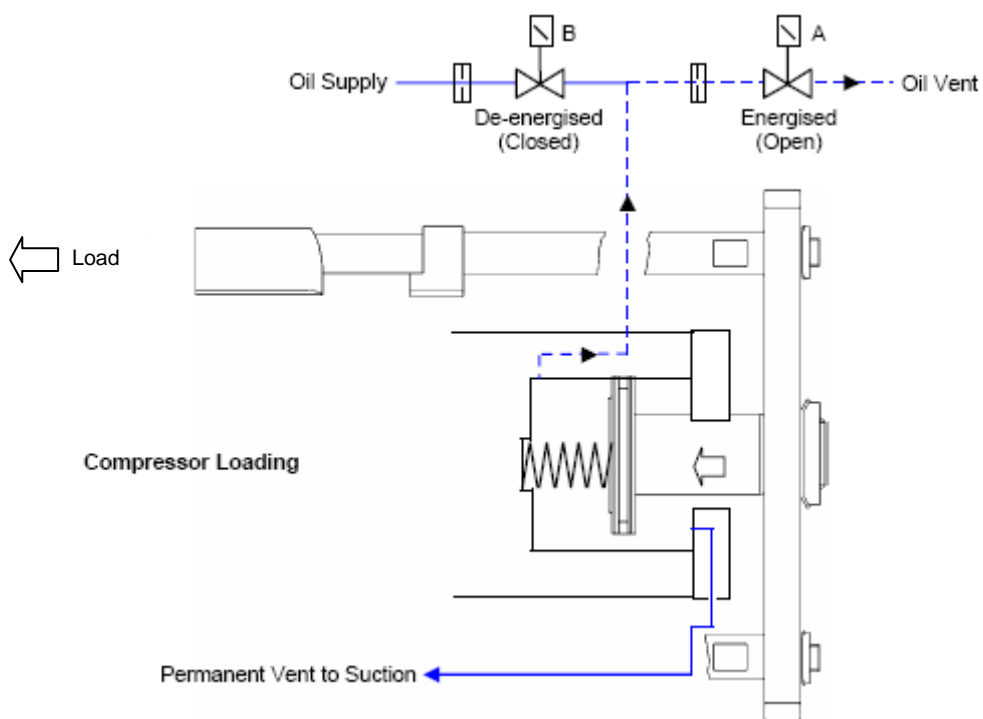 B
A
Oil Supply
Oil Vent
De-energised
(Closed)
Energised
(Open)
Load
Compressor Loading
Permanent Vent to Suction